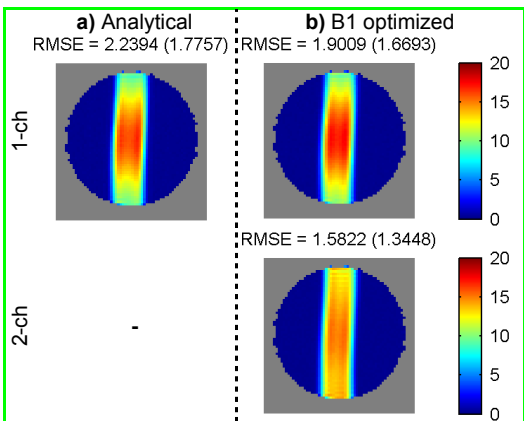 a) Analytical
b) B1 optimized
RMSE = 2.2394 (1.7757)
RMSE = 1.9009 (1.6693)
1-ch
20
15
10
5
0
RMSE = 1.5822 (1.3448)
2-ch
-
20
15
10
5
0